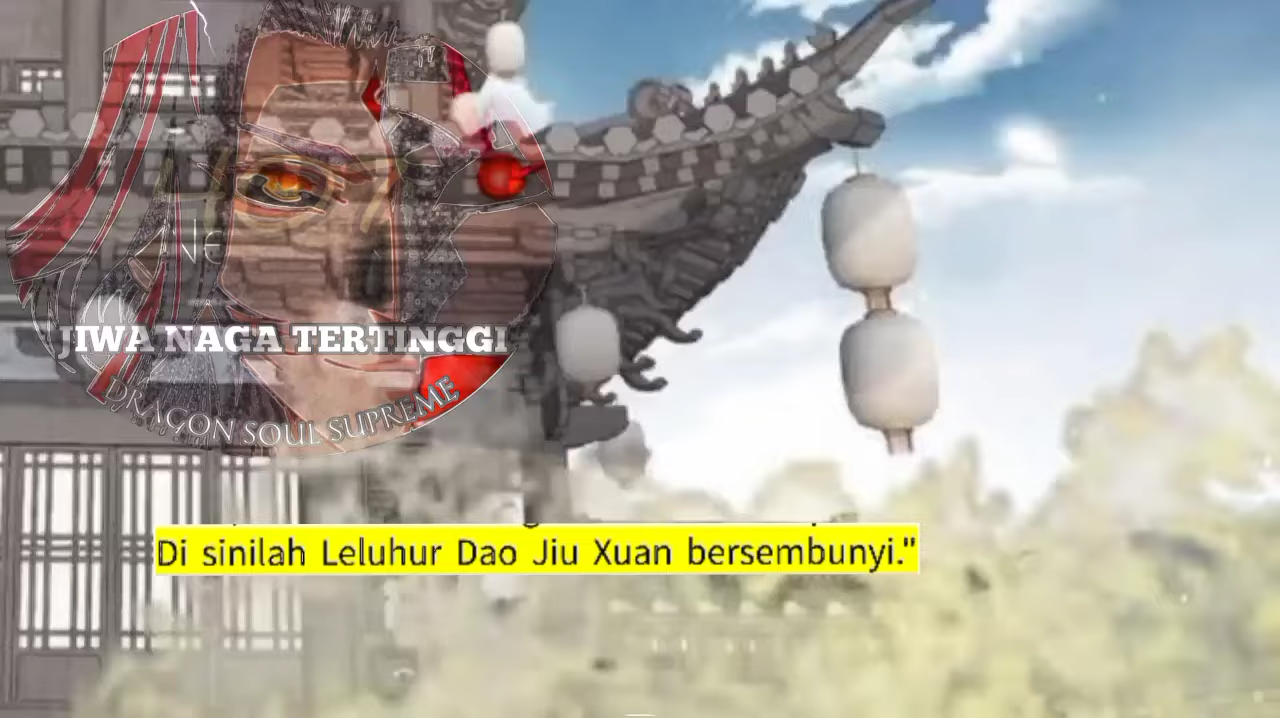 JIWA NAGA TERTINGGI
DRAGON SOUL SUPREME
Di sinilah Leluhur Dao Jiu Xuan bersembunyi."